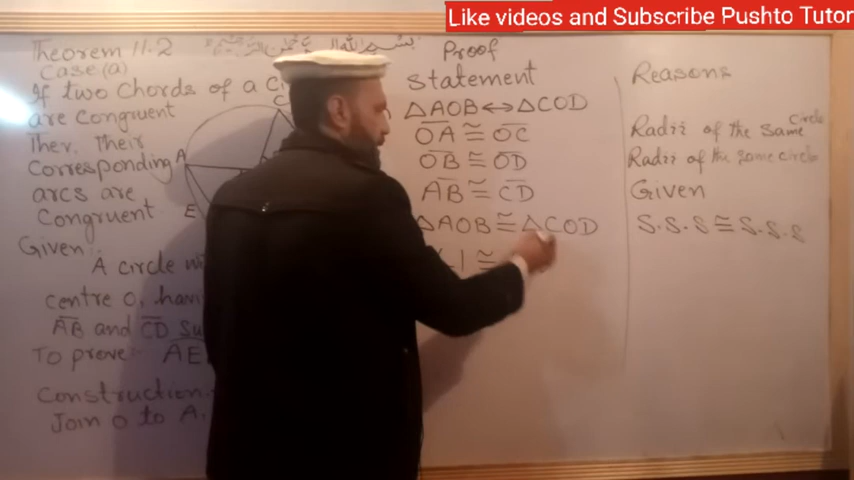 Like videos and Subscribe Pushto Tutor
Theorem 11.2
Case (a)
If two Chords of a Ci
are Congruent
Then Their
Corresponding
arcs are
Congruent
Given:
A circle wi
centre O, havi
AB and CD Su
To prove: AE
Construction
Join O to A,
C
A
E
Proof
Statement
△AOB ↔ △COD
OA ≅ OC
OB ≅ OD
AB ≅ CD
△AOB ≅ △COD
∠1 ≅
Reasons
Radii of the same circle
Radii of the same circle
Given
S.S.S ≅ S.S.S